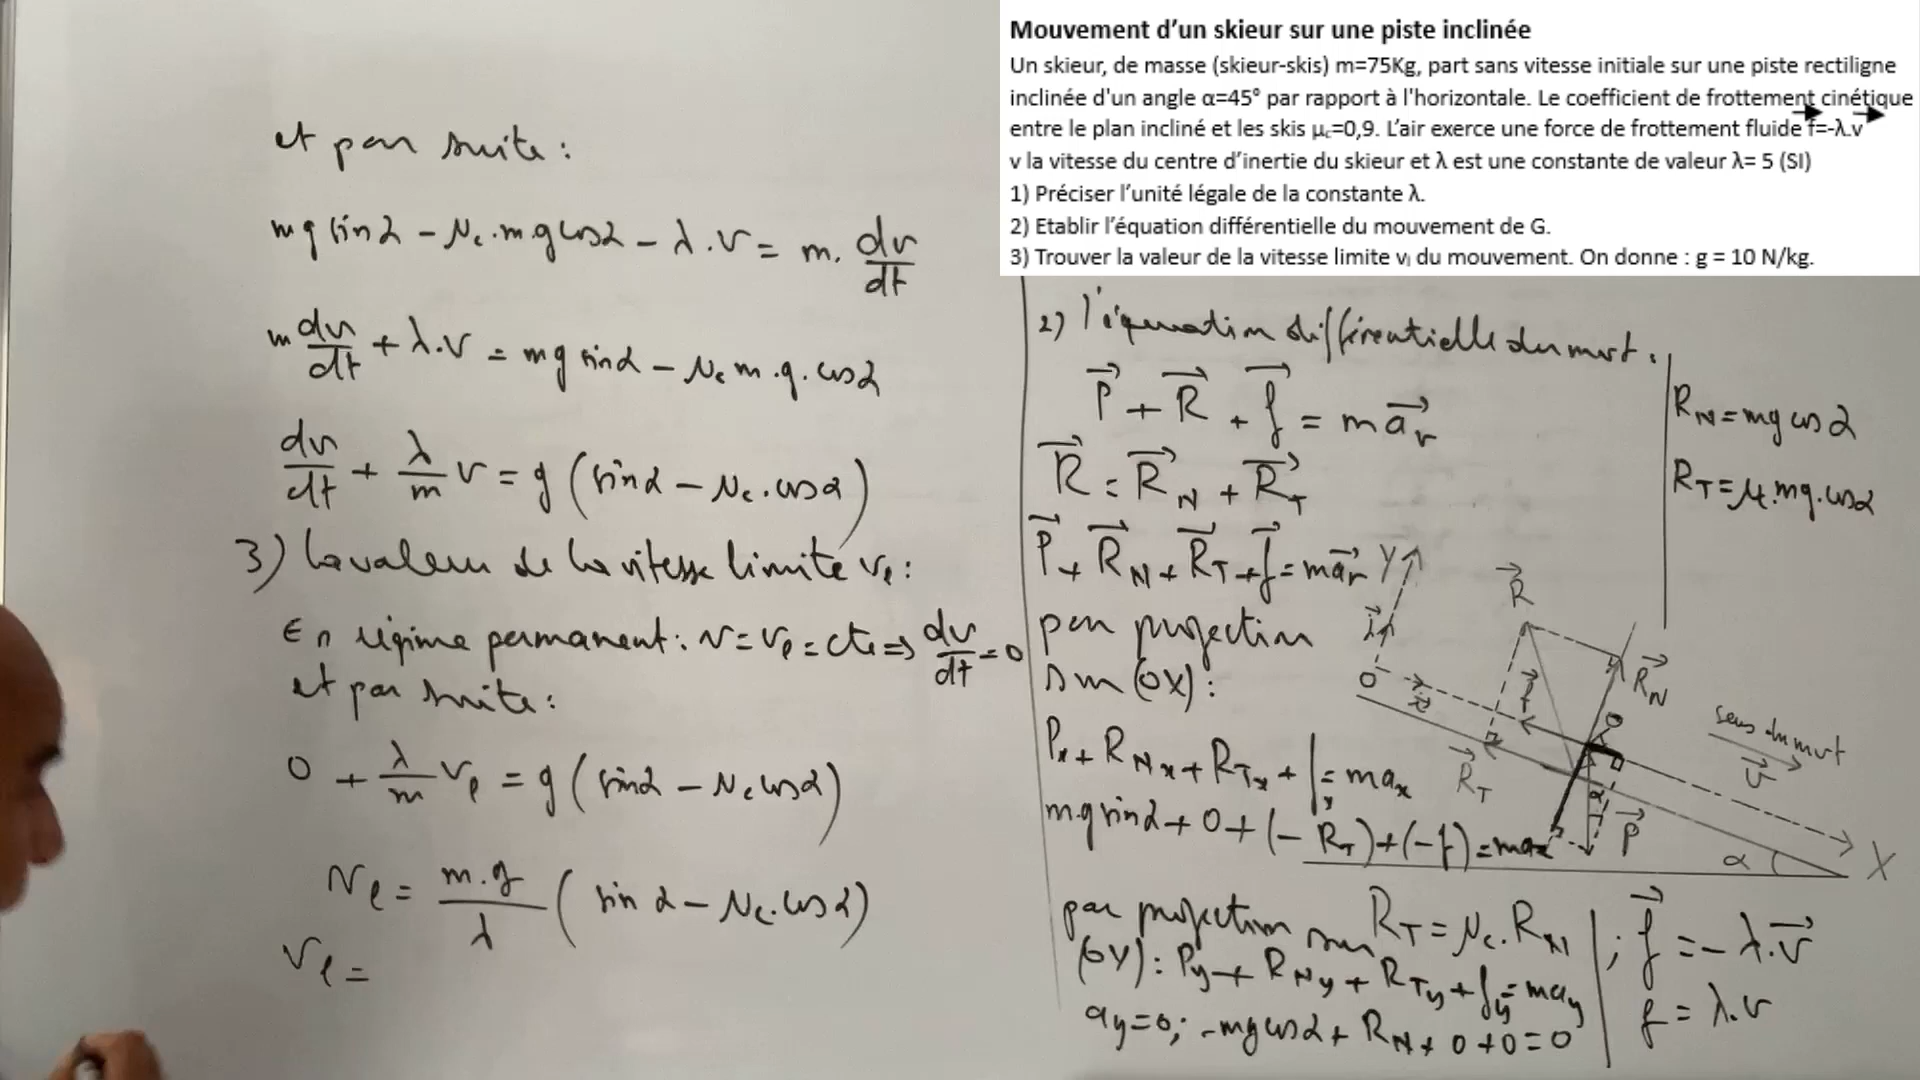 Mouvement d’un skieur sur une piste inclinée
Un skieur, de masse (skieur-skis) m=75Kg, part sans vitesse initiale sur une piste rectiligne
inclinée d'un angle α=45° par rapport à l'horizontale. Le coefficient de frottement cinétique
entre le plan incliné et les skis μc=0,9. L’air exerce une force de frottement fluide f=-λ.v
v la vitesse du centre d’inertie du skieur et λ est une constante de valeur λ= 5 (SI)
1) Préciser l’unité légale de la constante λ.
2) Etablir l’équation différentielle du mouvement de G.
3) Trouver la valeur de la vitesse limite vl du mouvement. On donne : g = 10 N/kg.
et par suite :
mg sinα - μc.mg cosα - λ.v = m. dv/dt
m dv/dt + λ.v = mg sinα - μc m.g.cosα
dv/dt + λ/m v = g (sinα - μc.cosα)
3) La valeur de la vitesse limite vℓ :
En régime permanent : v = vℓ = cte => dv/dt = 0
et par suite :
0 + λ/m vℓ = g (sinα - μc cosα)
vℓ = m.g/λ (sin α - μc.cosα)
vℓ =
2) l'équation différentielle du mvt :
P + R + f = m a
R = RN + RT
P + RN + RT + f = ma
par projection
sur (OX) :
Px + RNx + RTx + fx = max
mg sinα + 0 + (-RT) + (-f) = max
par projection sur
(OY) : Py + RNy + RTy + fy = may
ay = 0 ; -mg cosα + RN + 0 + 0 = 0
RT = μc.RN ; f = -λ.v
f = λ.v
RN = mg cosα
RT = μ.mg.cosα
Y
j
O
i
R
RN
f
G
RT
α
P
sens du mvt
v
α
X